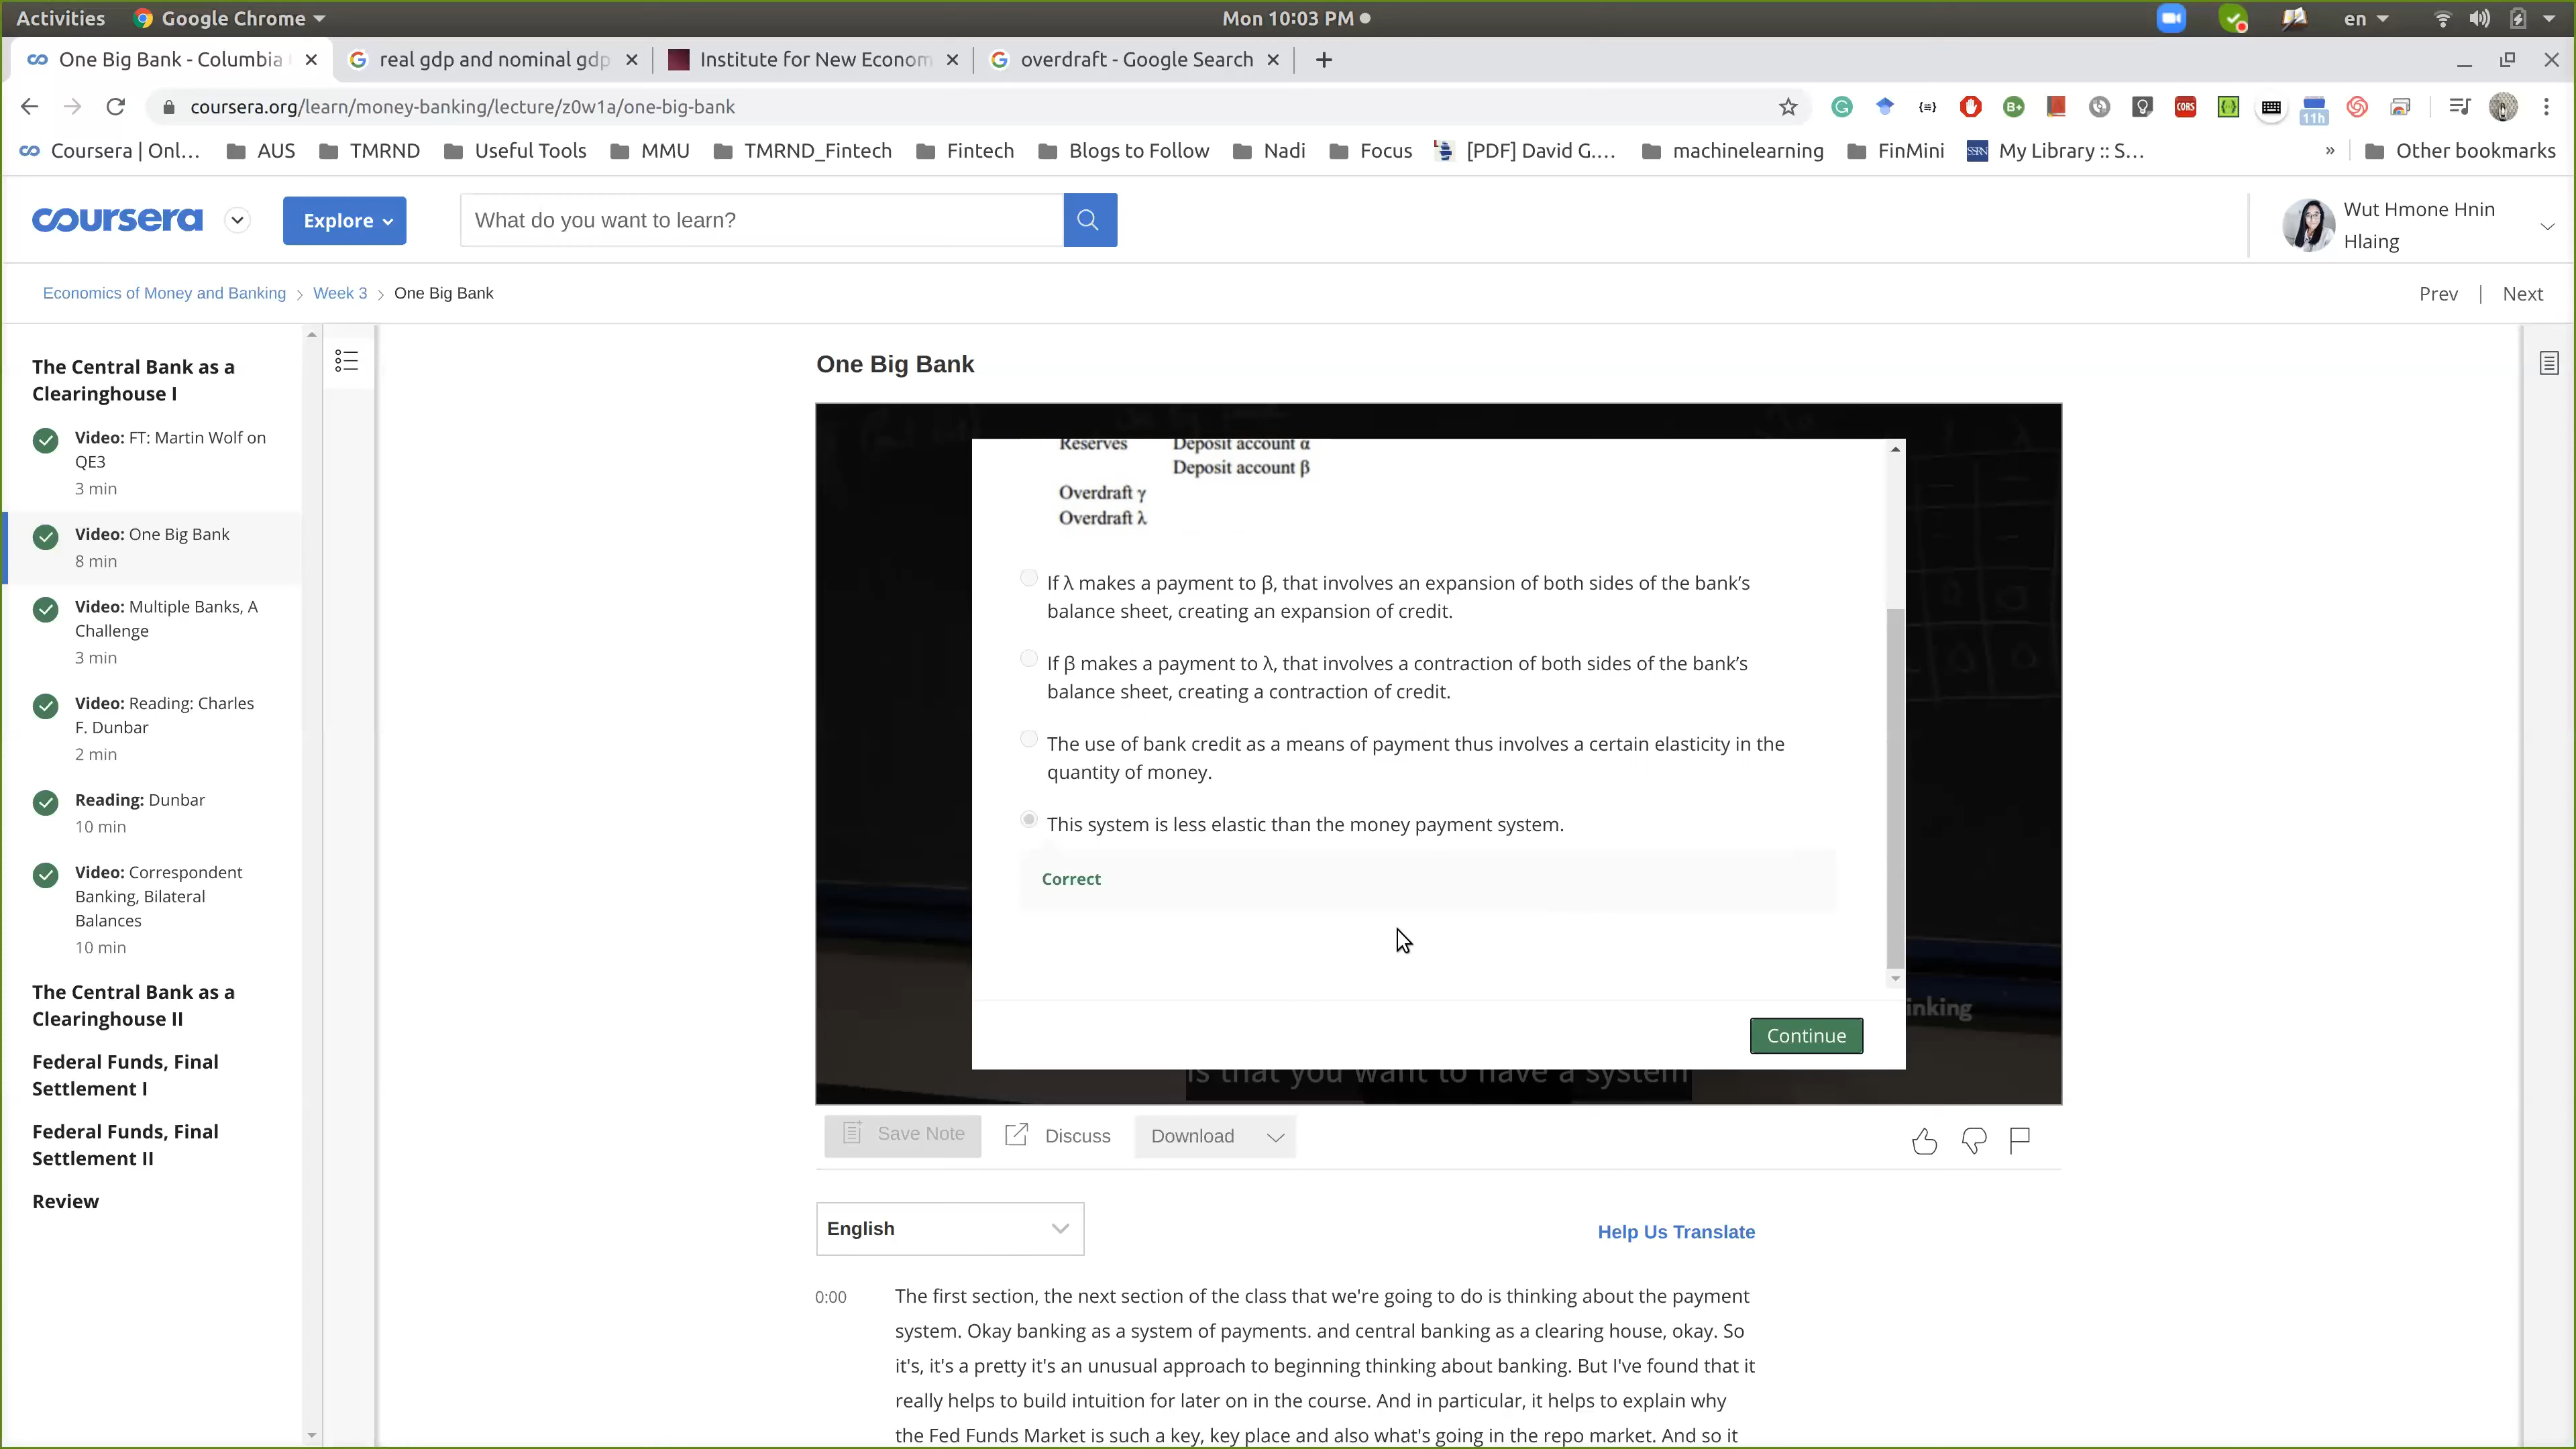 Activities Google Chrome Mon 10:03 PM en
One Big Bank - Columbia real gdp and nominal gdp Institute for New Econom overdraft - Google Search
coursera.org/learn/money-banking/lecture/z0w1a/one-big-bank
B+ CORS 11h
Coursera | Onl... AUS TMRND Useful Tools MMU TMRND_Fintech Fintech Blogs to Follow Nadi Focus [PDF] David G.... machinelearning FinMini SSRN My Library :: S... » Other bookmarks
coursera Explore What do you want to learn? Wut Hmone Hnin
Hlaing
Economics of Money and Banking > Week 3 > One Big Bank Prev | Next
The Central Bank as a
Clearinghouse I
Video: FT: Martin Wolf on
QE3
3 min
Video: One Big Bank
8 min
Video: Multiple Banks, A
Challenge
3 min
Video: Reading: Charles
F. Dunbar
2 min
Reading: Dunbar
10 min
Video: Correspondent
Banking, Bilateral
Balances
10 min
The Central Bank as a
Clearinghouse II
Federal Funds, Final
Settlement I
Federal Funds, Final
Settlement II
Review
One Big Bank
Reserves Deposit account α
Deposit account β
Overdraft γ
Overdraft λ
If λ makes a payment to β, that involves an expansion of both sides of the bank’s
balance sheet, creating an expansion of credit.
If β makes a payment to λ, that involves a contraction of both sides of the bank’s
balance sheet, creating a contraction of credit.
The use of bank credit as a means of payment thus involves a certain elasticity in the
quantity of money.
This system is less elastic than the money payment system.
Correct
inking
Continue
is that you want to have a system
Save Note Discuss Download
English Help Us Translate
0:00 The first section, the next section of the class that we're going to do is thinking about the payment
system. Okay banking as a system of payments. and central banking as a clearing house, okay. So
it's, it's a pretty it's an unusual approach to beginning thinking about banking. But I've found that it
really helps to build intuition for later on in the course. And in particular, it helps to explain why
the Fed Funds Market is such a key, key place and also what's going in the repo market. And so it